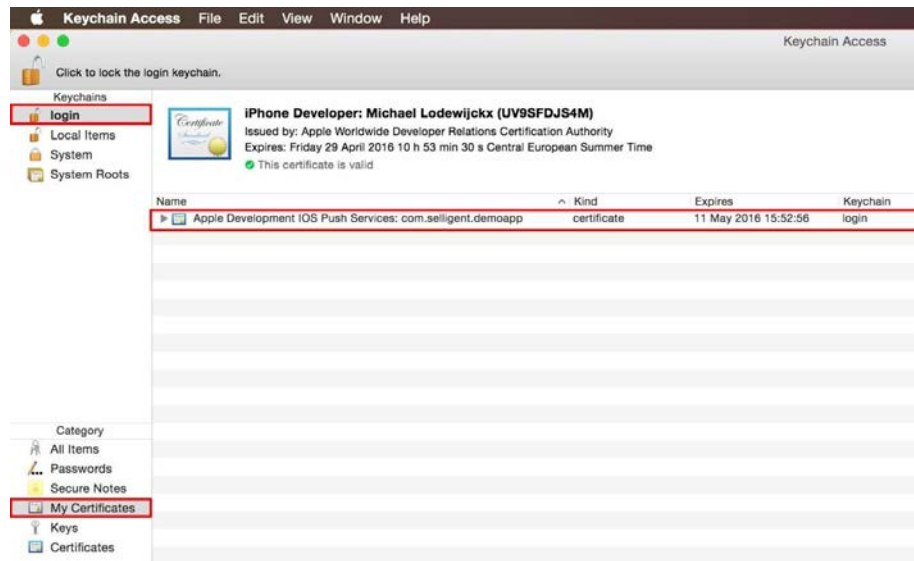 Keychain Access File Edit View Window Help
Keychain Access
Click to lock the login keychain.
Keychains
login
Local Items
System
System Roots
Certificate
iPhone Developer: Michael Lodewijckx (UV9SFDJS4M)
Issued by: Apple Worldwide Developer Relations Certification Authority
Expires: Friday 29 April 2016 10 h 53 min 30 s Central European Summer Time
This certificate is valid
Name Kind Expires Keychain
Apple Development IOS Push Services: com.selligent.demoapp certificate 11 May 2016 15:52:56 login
Category
All Items
Passwords
Secure Notes
My Certificates
Keys
Certificates